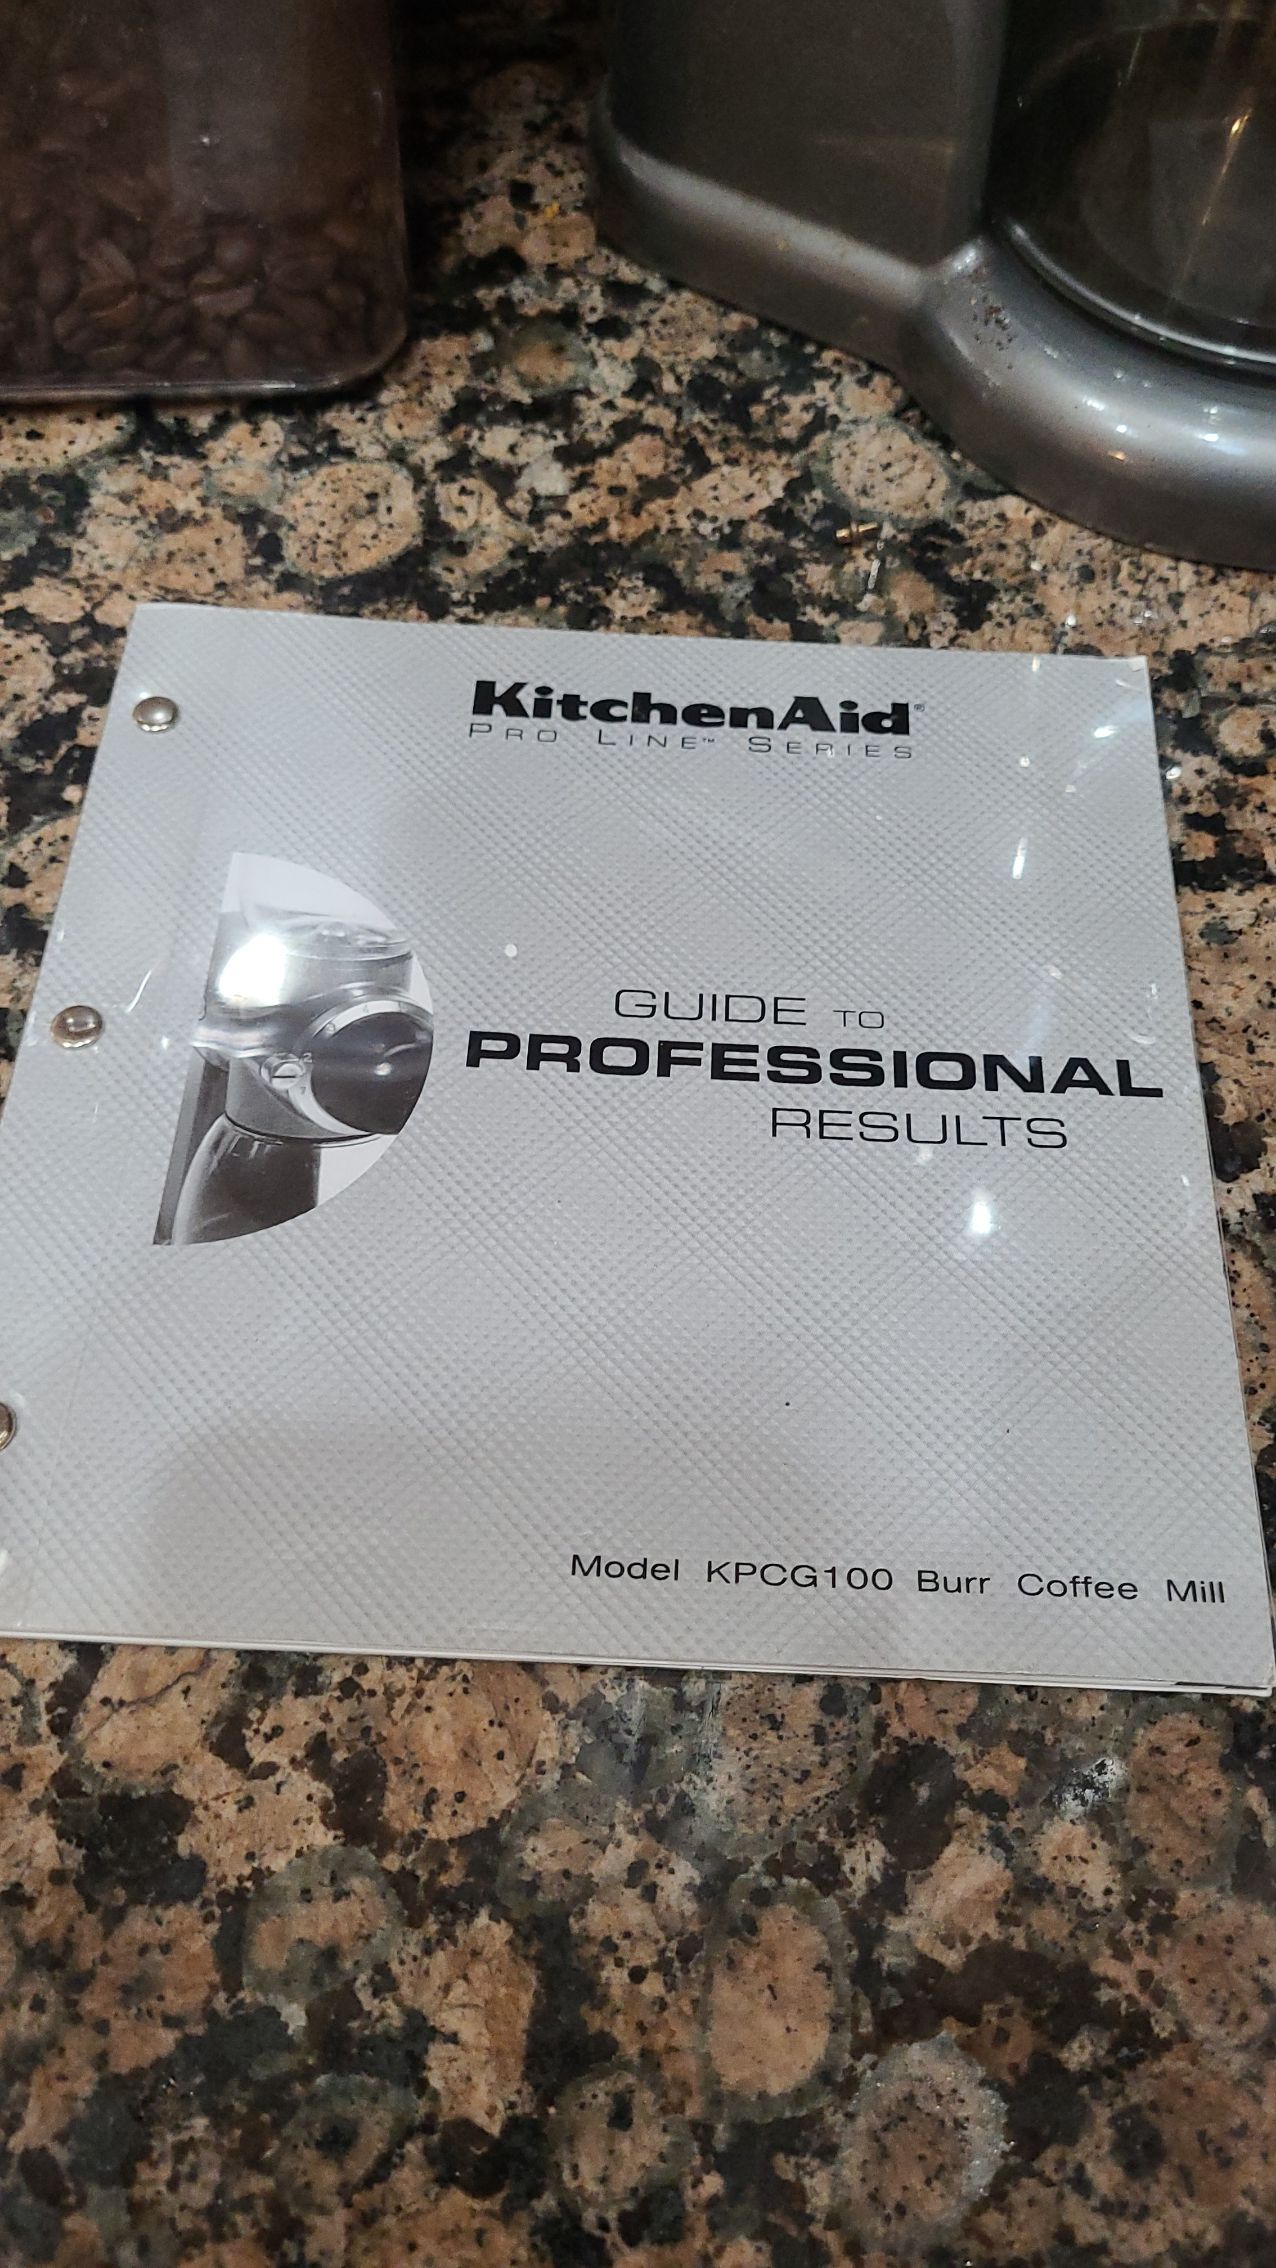 KitchenAid®
PRO LINE™ SERIES
GUIDE TO
PROFESSIONAL
RESULTS
Model KPCG100 Burr Coffee Mill